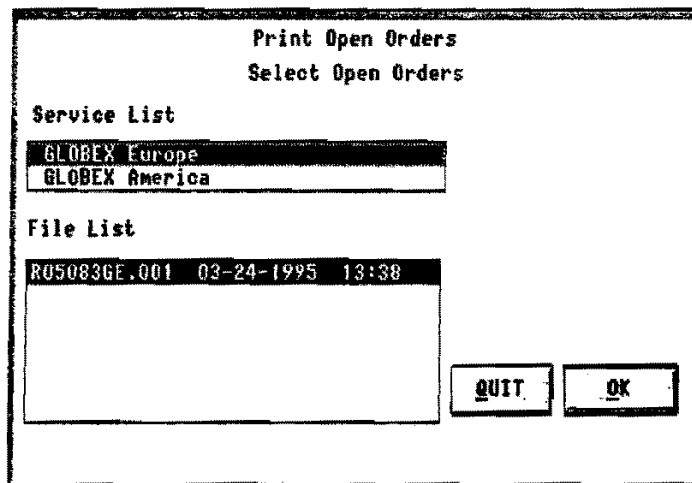 Print Open Orders
Select Open Orders
Service List
GLOBEX Europe
GLOBEX America
File List
RO5083GE.001 03-24-1995 13:38
QUIT OK